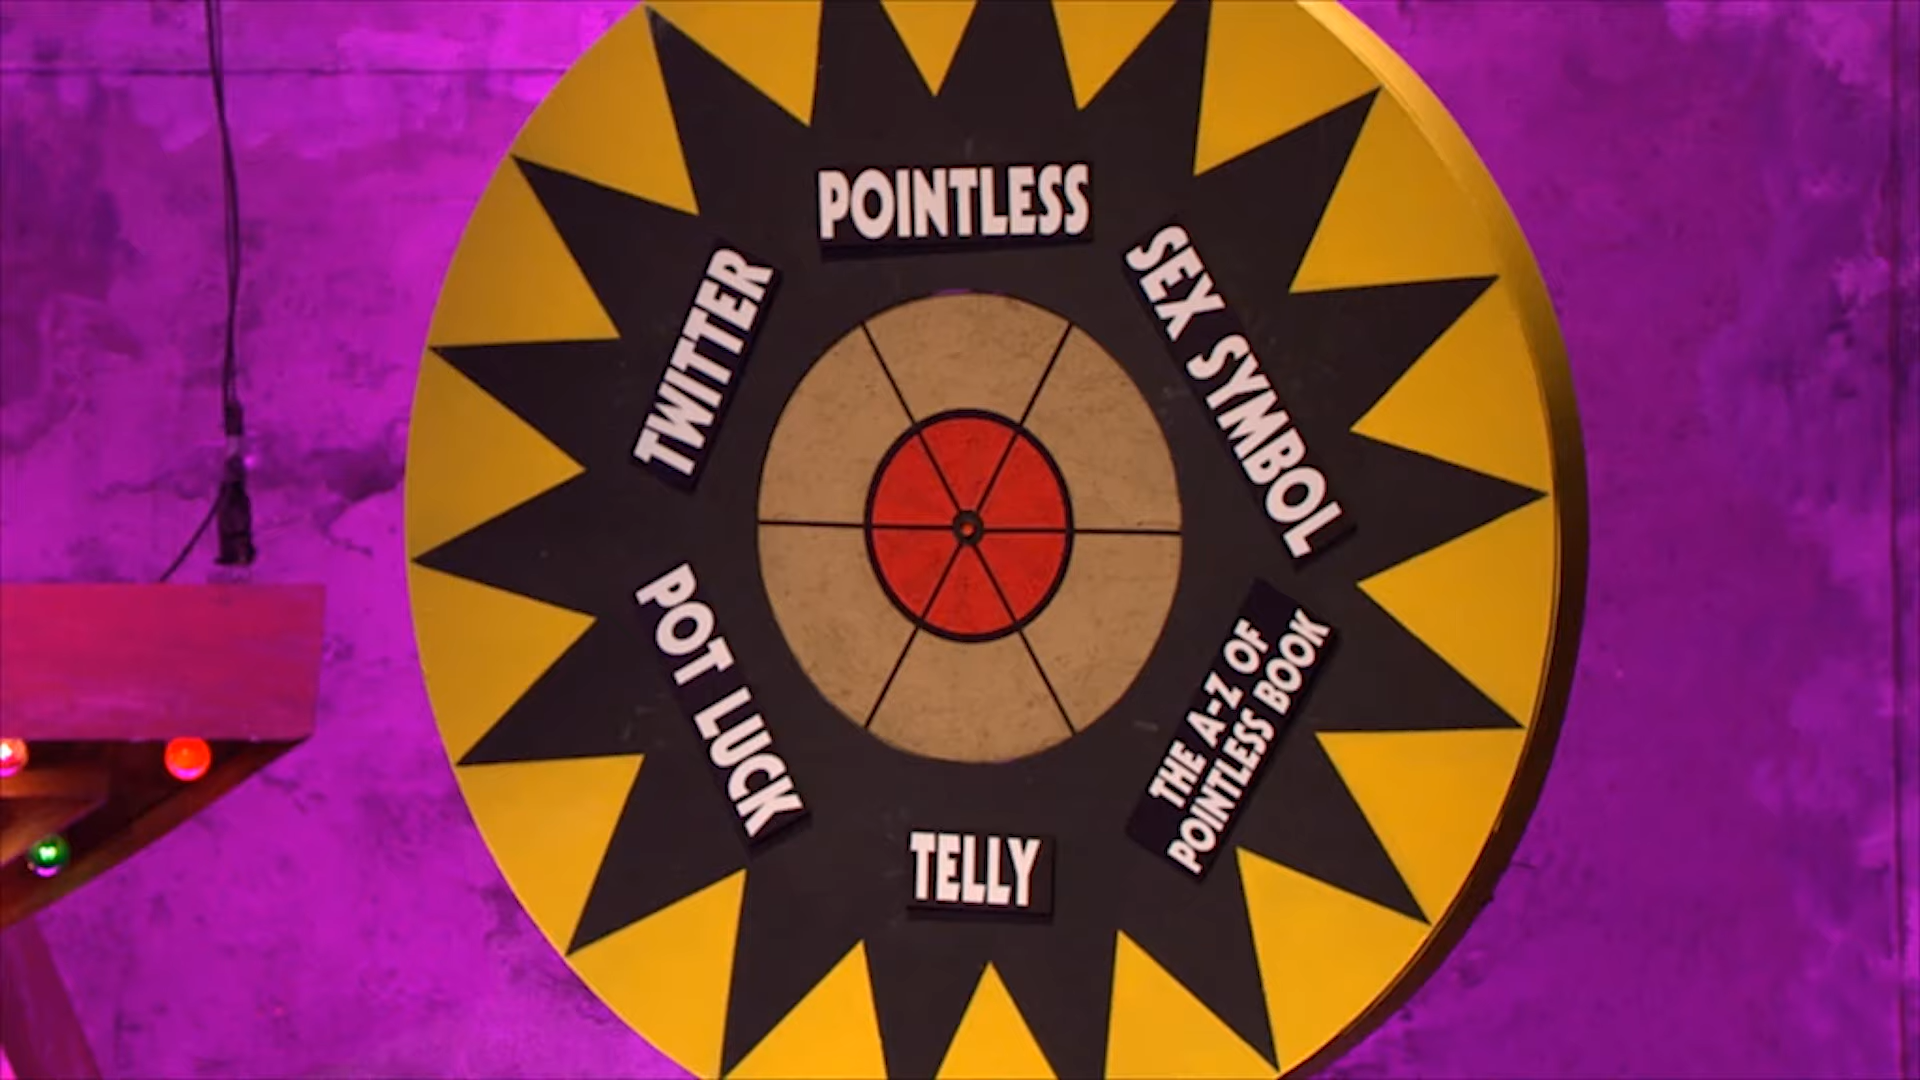 POINTLESS
SEX SYMBOL
THE A-Z OF
POINTLESS BOOK
TELLY
POT LUCK
TWITTER